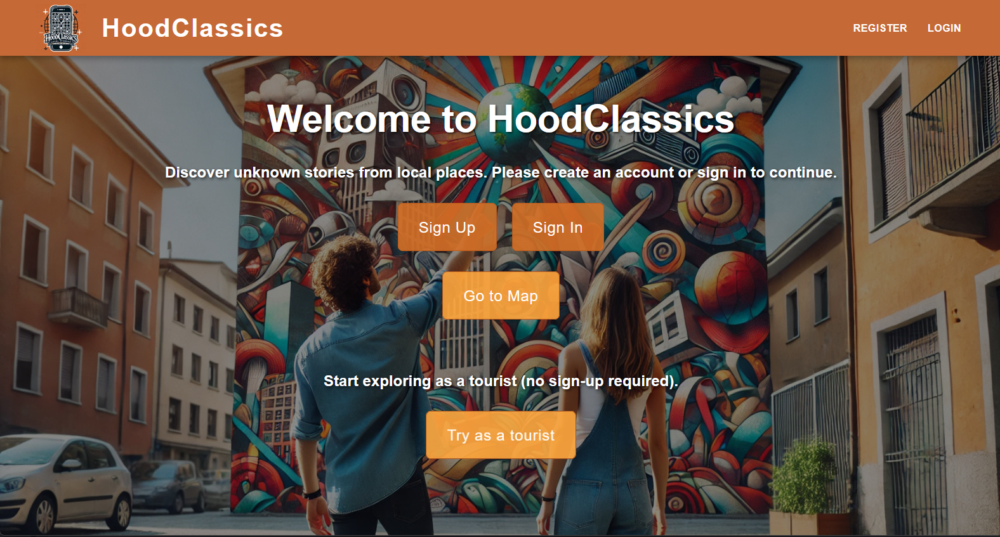 HoodClassics
HoodClassics
REGISTER
LOGIN
Welcome to HoodClassics
Discover unknown stories from local places. Please create an account or sign in to continue.
Sign Up
Sign In
Go to Map
Start exploring as a tourist (no sign-up required).
Try as a tourist